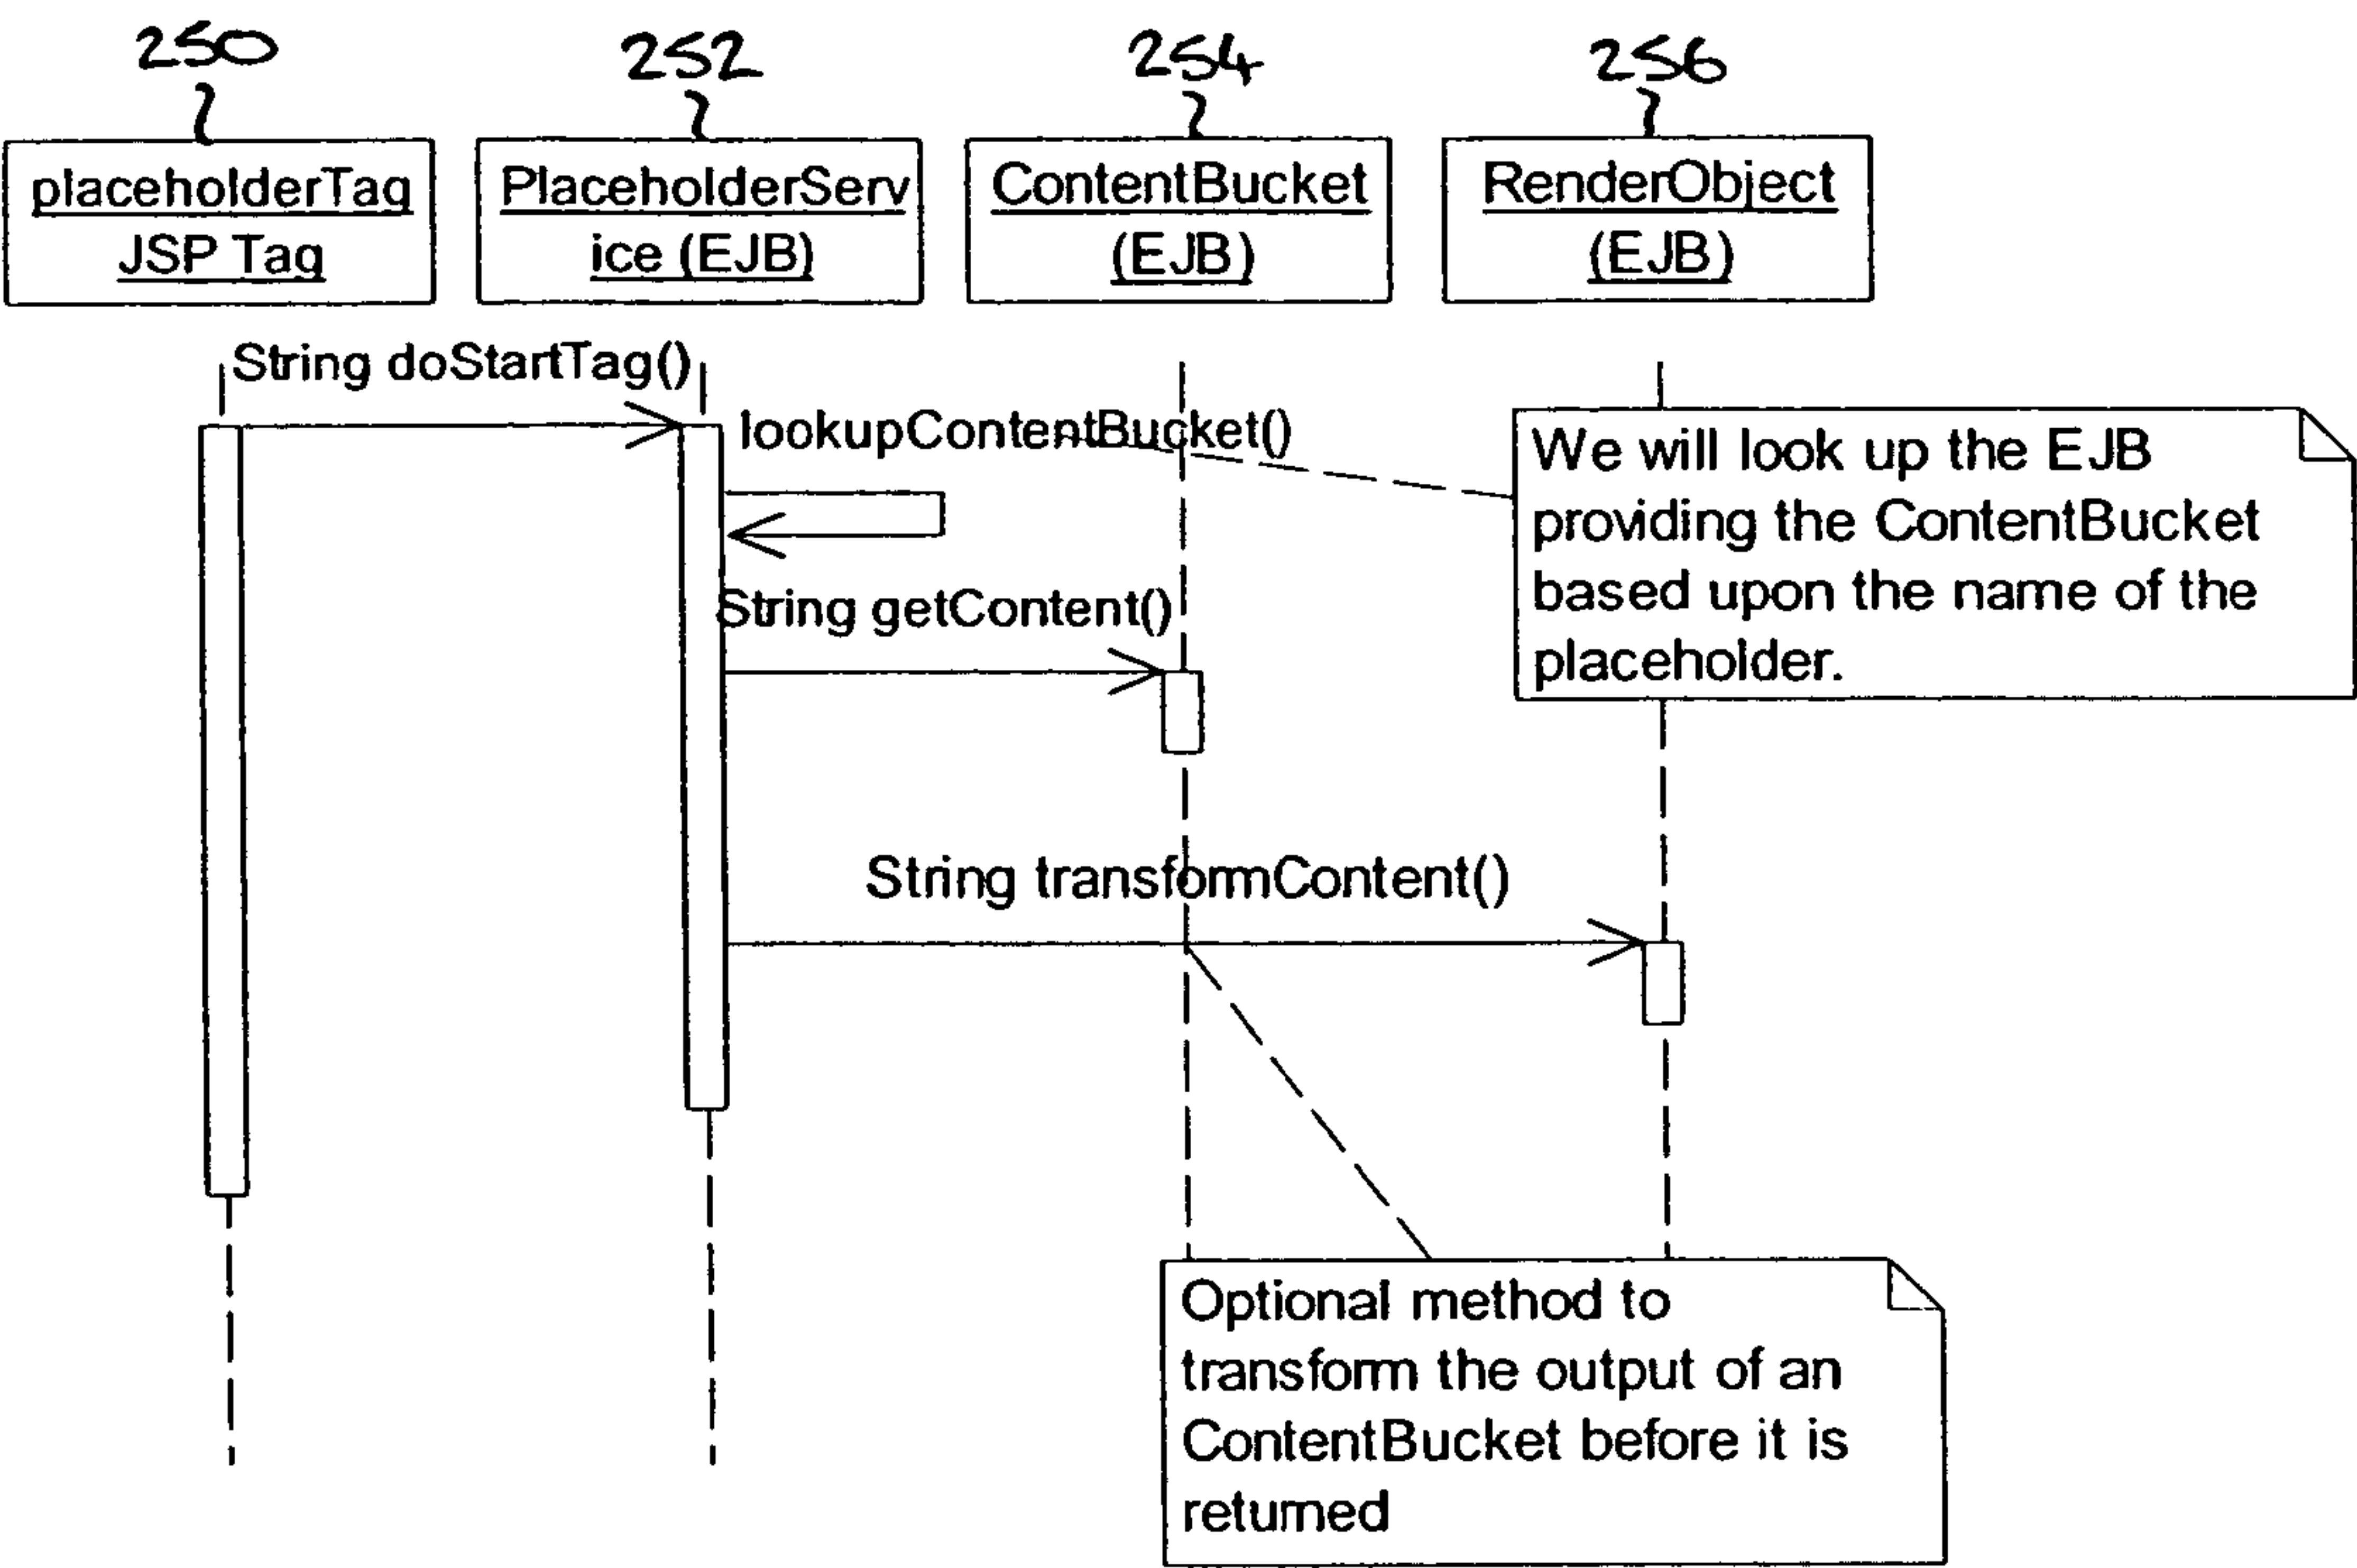 250
252
254
256
placeholderTag
JSP Tag
PlaceholderServ
ice (EJB)
ContentBucket
(EJB)
RenderObject
(EJB)
String doStartTag()
lookupContentBucket()
We will look up the EJB
providing the ContentBucket
based upon the name of the
placeholder.
String getContent()
String transformContent()
Optional method to
transform the output of an
ContentBucket before it is
returned